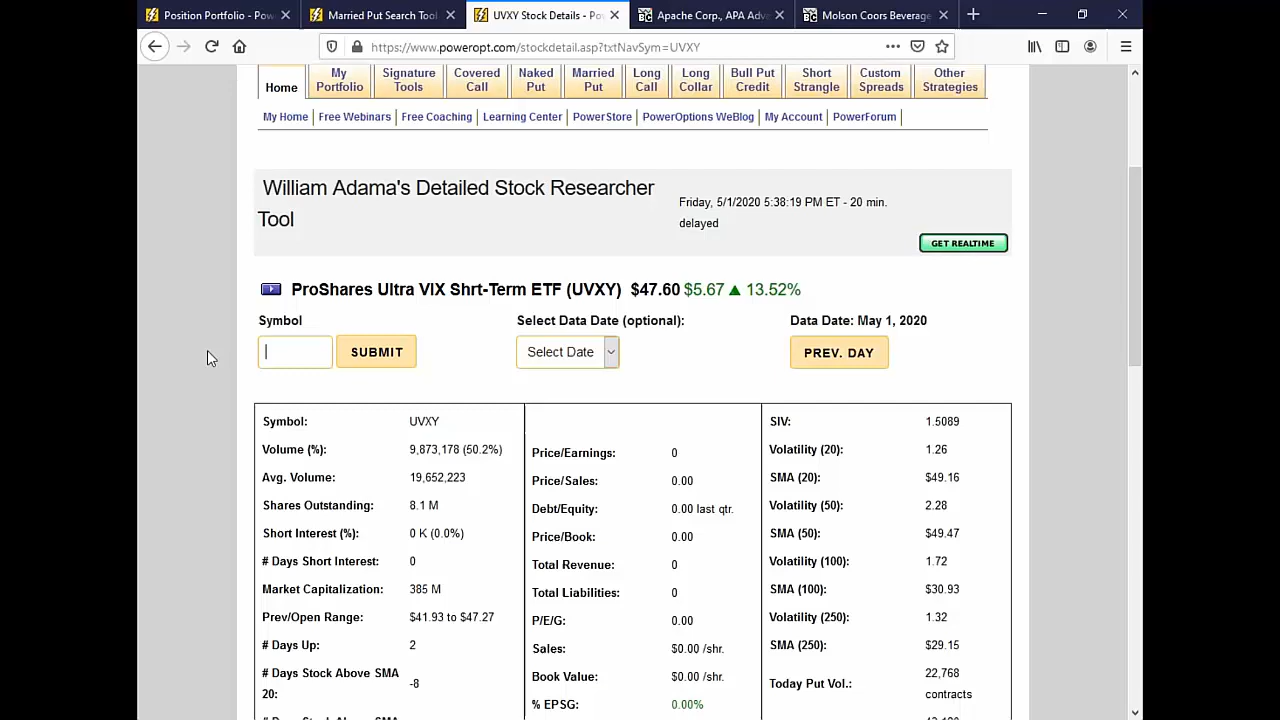 Position Portfolio - Pow
Married Put Search Tool
UVXY Stock Details - Po
Apache Corp., APA Adva
Molson Coors Beverage
https://www.poweropt.com/stockdetail.asp?txtNavSym=UVXY
Home
My Portfolio
Signature Tools
Covered Call
Naked Put
Married Put
Long Call
Long Collar
Bull Put Credit
Short Strangle
Custom Spreads
Other Strategies
My Home
Free Webinars
Free Coaching
Learning Center
PowerStore
PowerOptions WeBlog
My Account
PowerForum
William Adama's Detailed Stock Researcher
Tool
Friday, 5/1/2020 5:38:19 PM ET - 20 min.
delayed
GET REALTIME
ProShares Ultra VIX Shrt-Term ETF (UVXY) $47.60 $5.67 ▲ 13.52%
Symbol
Select Data Date (optional):
Data Date: May 1, 2020
SUBMIT
Select Date
PREV. DAY
Symbol: UVXY
Volume (%): 9,873,178 (50.2%)
Avg. Volume: 19,652,223
Shares Outstanding: 8.1 M
Short Interest (%): 0 K (0.0%)
# Days Short Interest: 0
Market Capitalization: 385 M
Prev/Open Range: $41.93 to $47.27
# Days Up: 2
# Days Stock Above SMA
20: -8
Price/Earnings: 0
Price/Sales: 0.00
Debt/Equity: 0.00 last qtr.
Price/Book: 0.00
Total Revenue: 0
Total Liabilities: 0
P/E/G: 0.00
Sales: $0.00 /shr.
Book Value: $0.00 /shr.
% EPSG: 0.00%
SIV: 1.5089
Volatility (20): 1.26
SMA (20): $49.16
Volatility (50): 2.28
SMA (50): $49.47
Volatility (100): 1.72
SMA (100): $30.93
Volatility (250): 1.32
SMA (250): $29.15
Today Put Vol.: 22,768
contracts